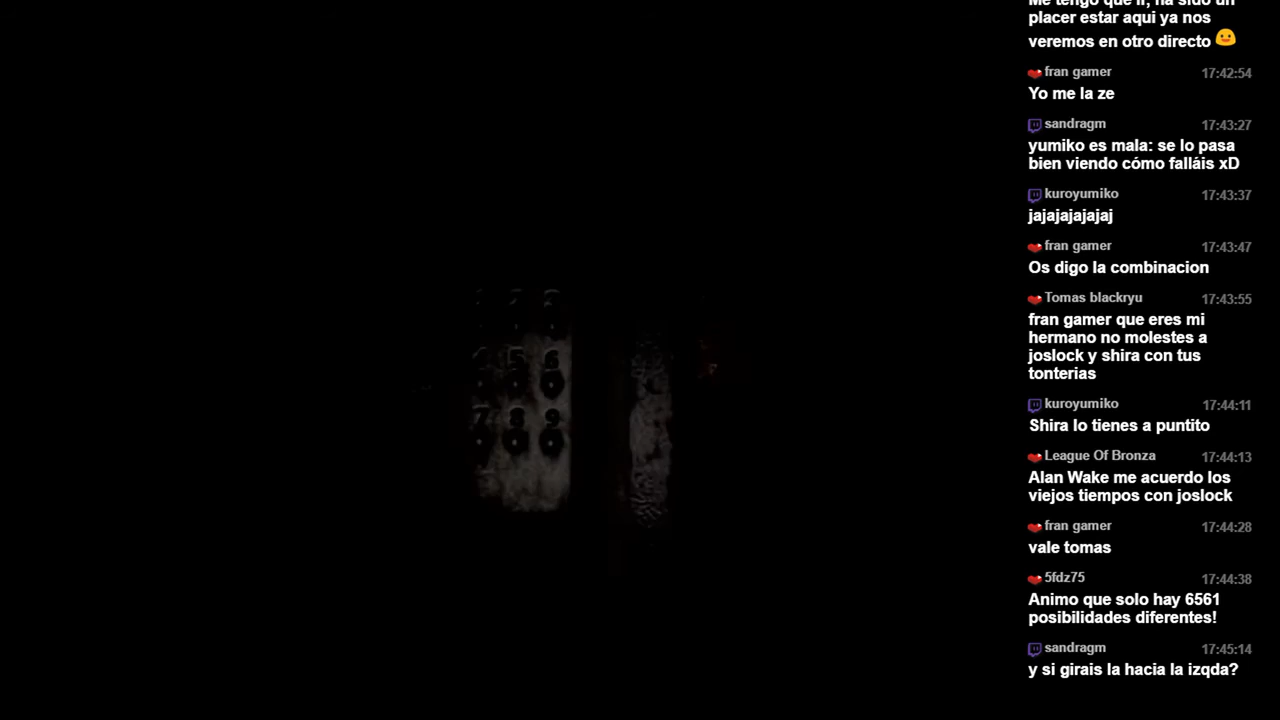 placer estar aqui ya nos
veremos en otro directo
fran gamer 17:42:54
Yo me la ze
sandragm 17:43:27
yumiko es mala: se lo pasa
bien viendo cómo falláis xD
kuroyumiko 17:43:37
jajajajajajaj
fran gamer 17:43:47
Os digo la combinacion
Tomas blackryu 17:43:55
fran gamer que eres mi
hermano no molestes a
joslock y shira con tus
tonterias
kuroyumiko 17:44:11
Shira lo tienes a puntito
League Of Bronza 17:44:13
Alan Wake me acuerdo los
viejos tiempos con joslock
fran gamer 17:44:28
vale tomas
5fdz75 17:44:38
Animo que solo hay 6561
posibilidades diferentes!
sandragm 17:45:14
y si girais la hacia la izqda?
5 6
7 8 9